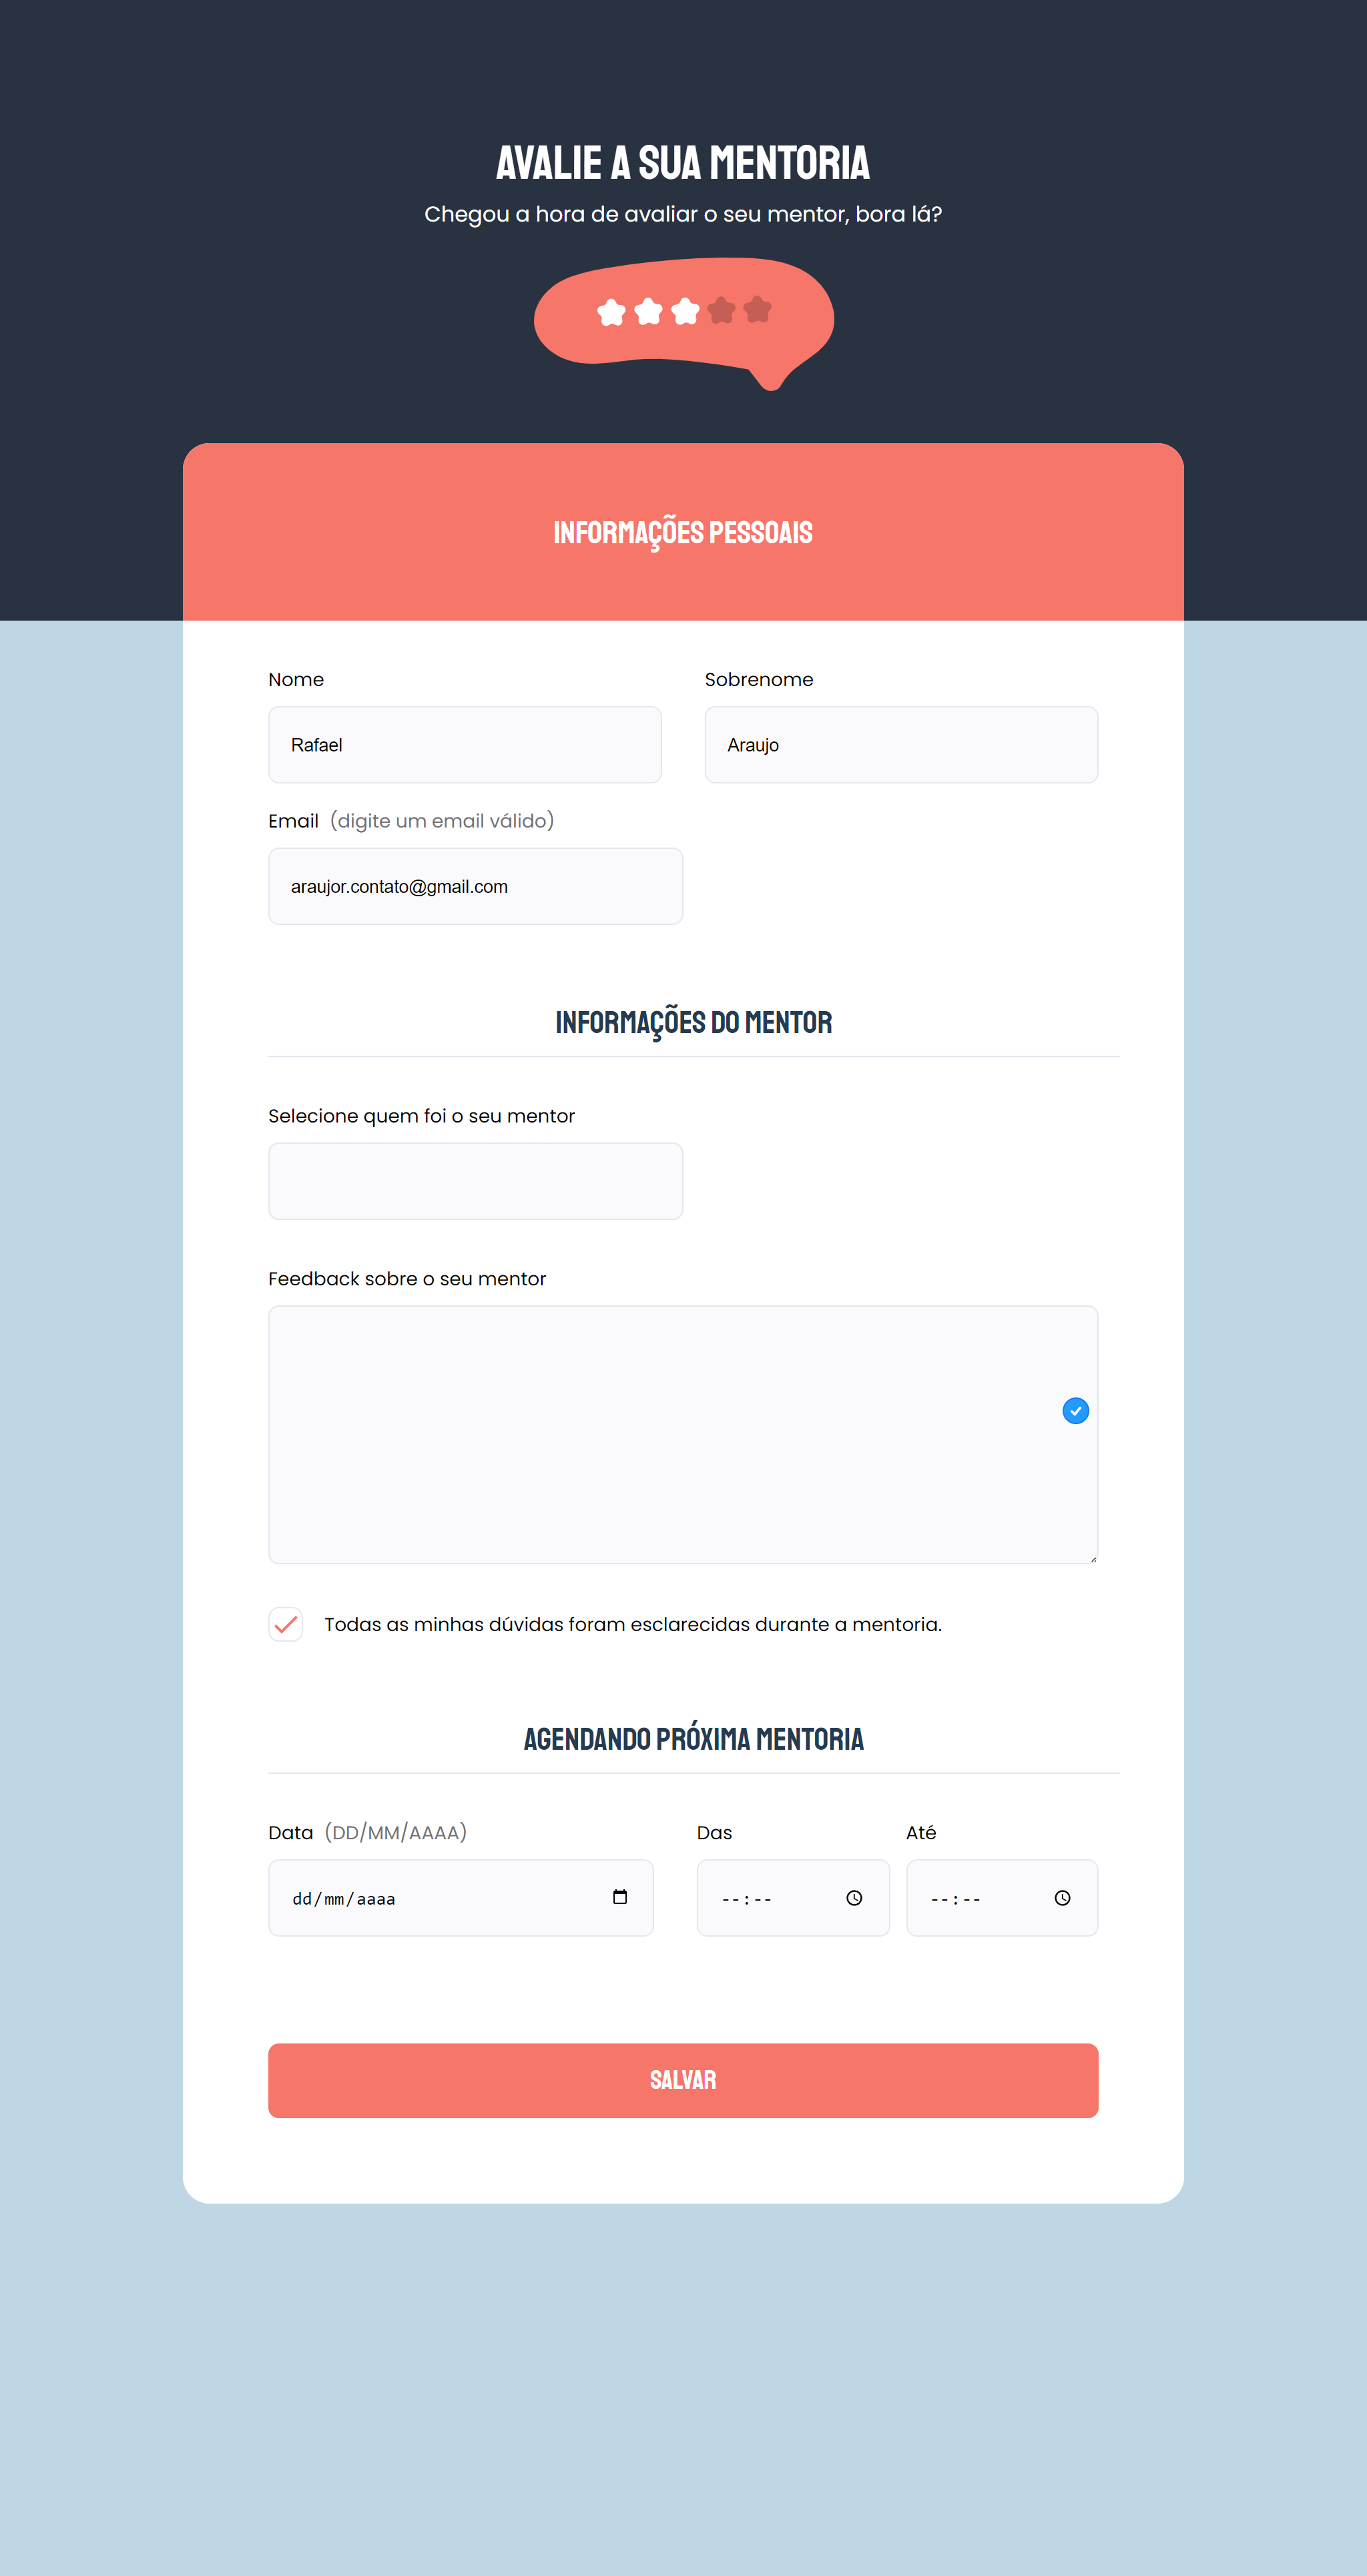 AVALIE A SUA MENTORIA
Chegou a hora de avaliar o seu mentor, bora lá?
INFORMAÇÕES PESSOAIS
Nome Sobrenome
Rafael Araujo
Email (digite um email válido)
araujor.contato@gmail.com
INFORMAÇÕES DO MENTOR
Selecione quem foi o seu mentor
Feedback sobre o seu mentor
Todas as minhas dúvidas foram esclarecidas durante a mentoria.
AGENDANDO PRÓXIMA MENTORIA
Data (DD/MM/AAAA) Das Até
dd/mm/aaaa --:-- --:--
SALVAR